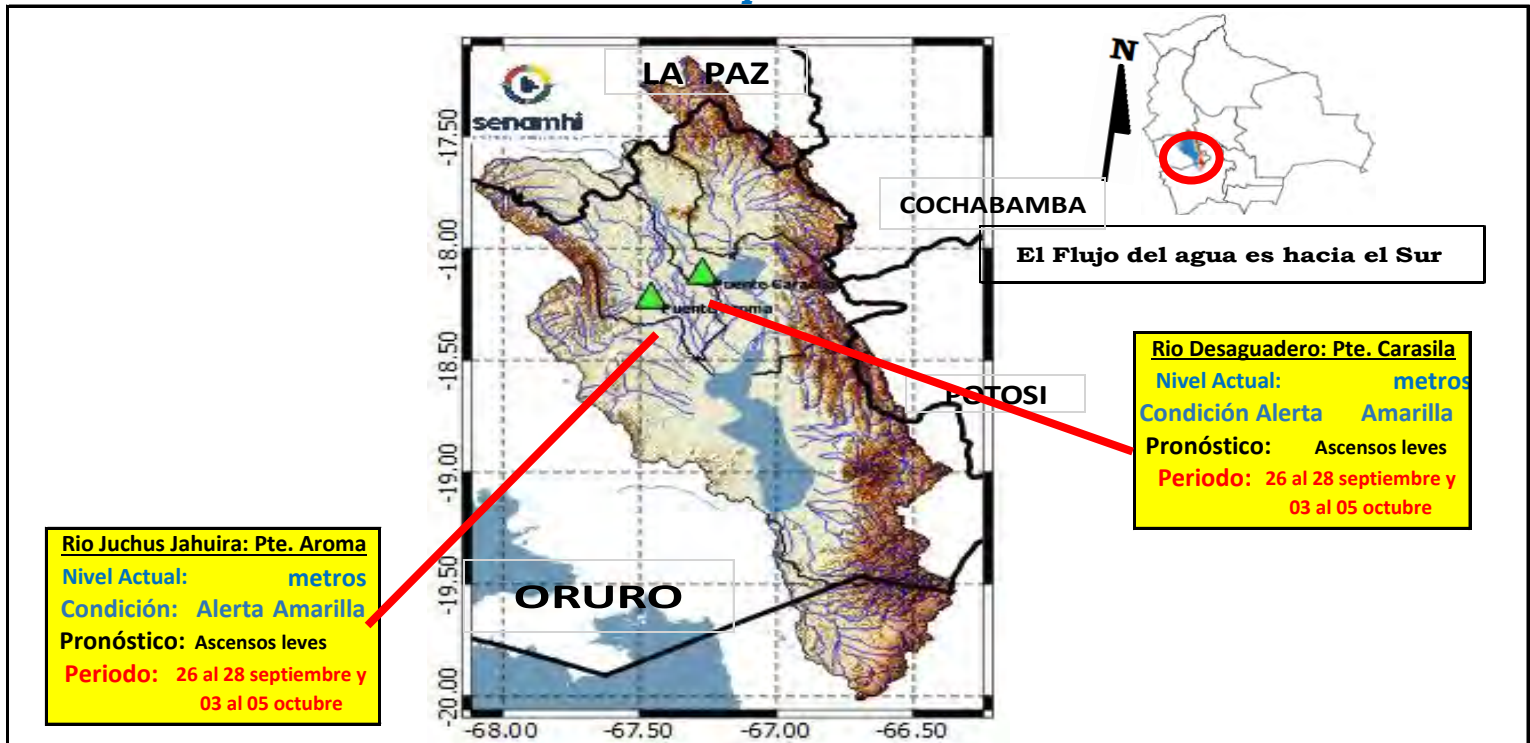 LA PAZ
senamhi
N
COCHABAMBA
El Flujo del agua es hacia el Sur
POTOSI
ORURO
Puente
Puente
Rio Desaguadero: Pte. Carasila
Nivel Actual: metros
Condición Alerta Amarilla
Pronóstico: Ascensos leves
Periodo: 26 al 28 septiembre y
03 al 05 octubre
Rio Juchus Jahuira: Pte. Aroma
Nivel Actual: metros
Condición: Alerta Amarilla
Pronóstico: Ascensos leves
Periodo: 26 al 28 septiembre y
03 al 05 octubre
-17.50
-18.00
-18.50
-19.00
-19.50
-20.00
-68.00 -67.50 -67.00 -66.50